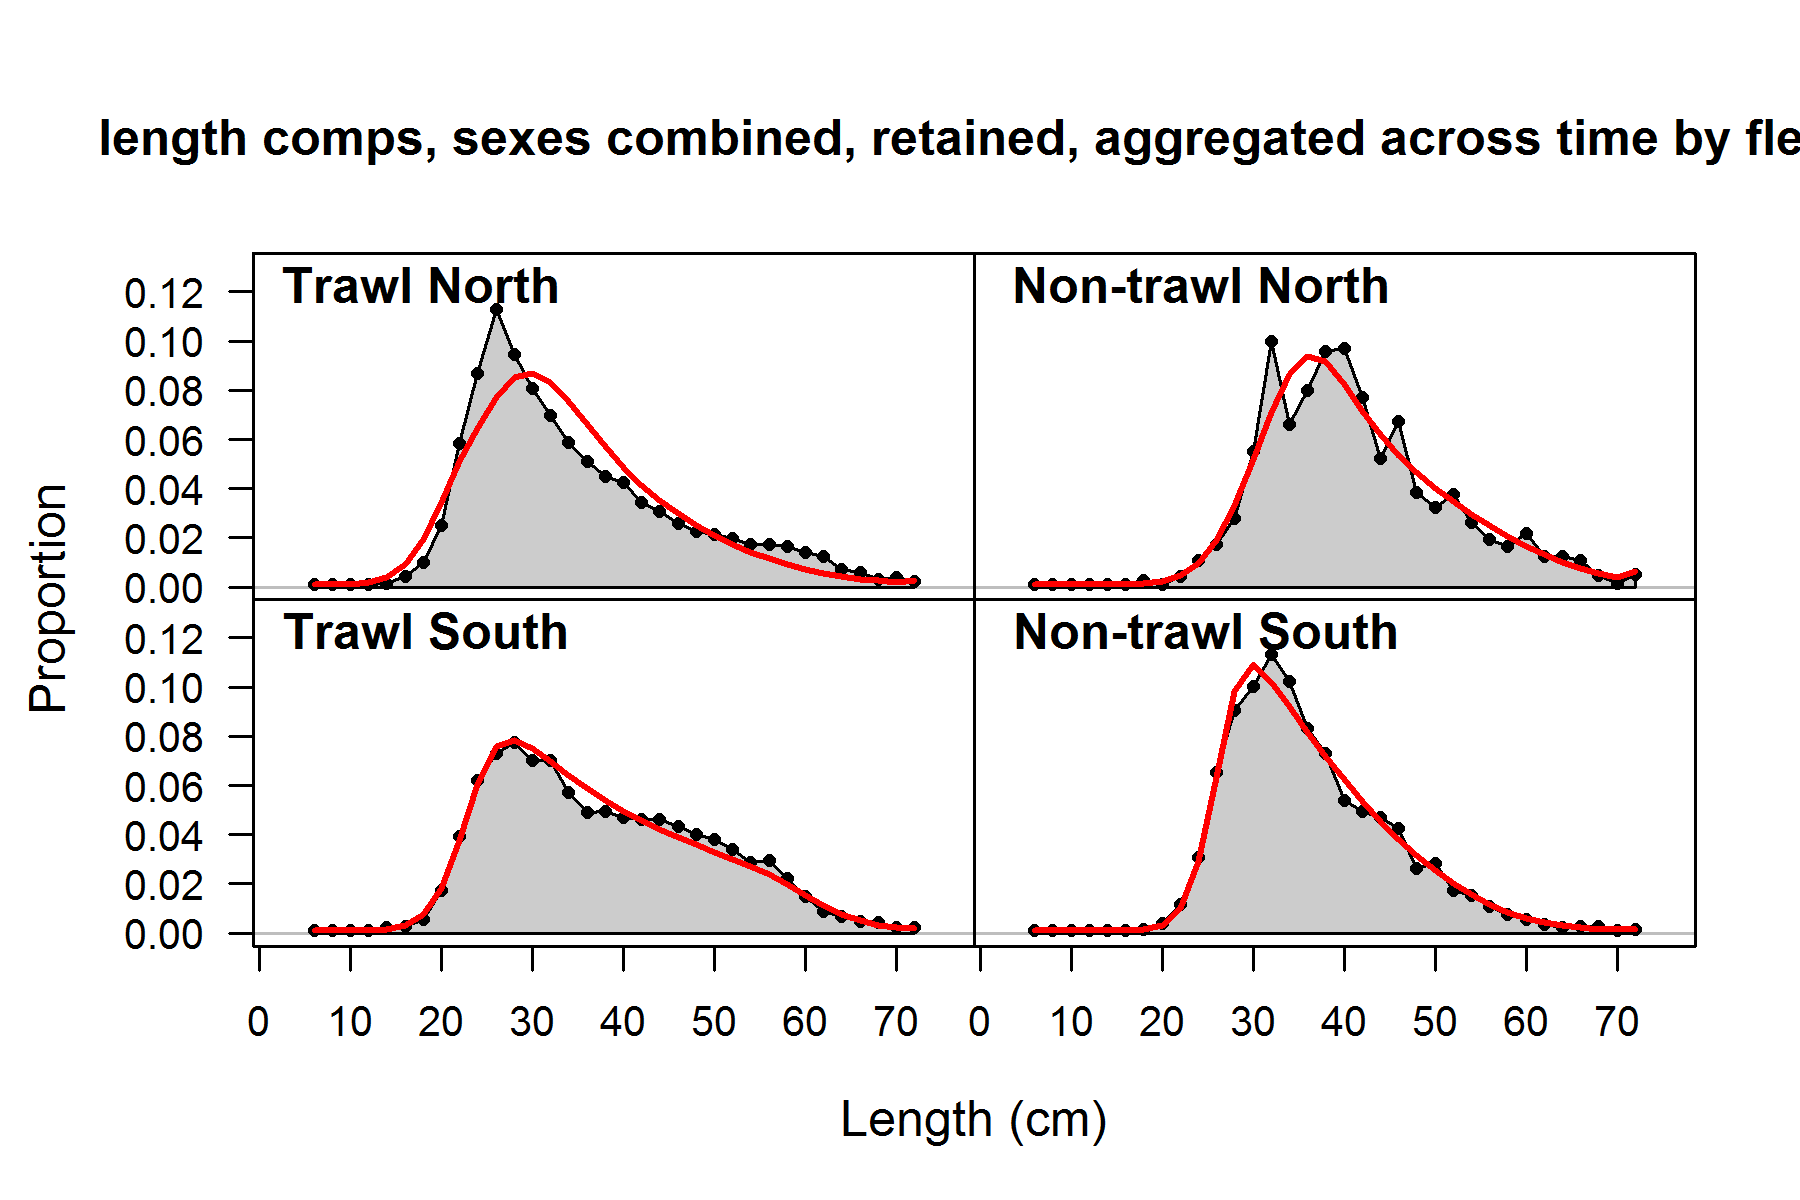 length comps, sexes combined, retained, aggregated across time by fle
Trawl North
Non-trawl North
0.12
0.10
0.08
0.06
0.04
0.02
0.00
Trawl South
Non-trawl South
0.12
0.10
0.08
0.06
0.04
0.02
0.00
Proportion
0 10 20 30 40 50 60 70 0 10 20 30 40 50 60 70
Length (cm)